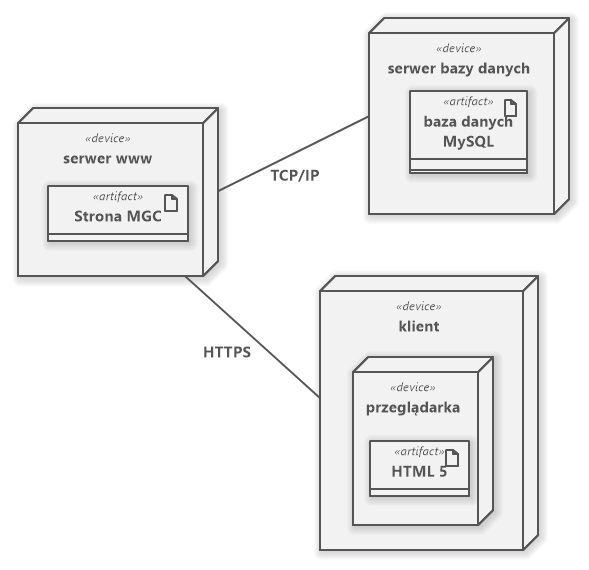 «device»
serwer bazy danych
«artifact»
baza danych
MySQL
«device»
serwer www
«artifact»
Strona MGC
TCP/IP
HTTPS
«device»
klient
«device»
przeglądarka
«artifact»
HTML 5